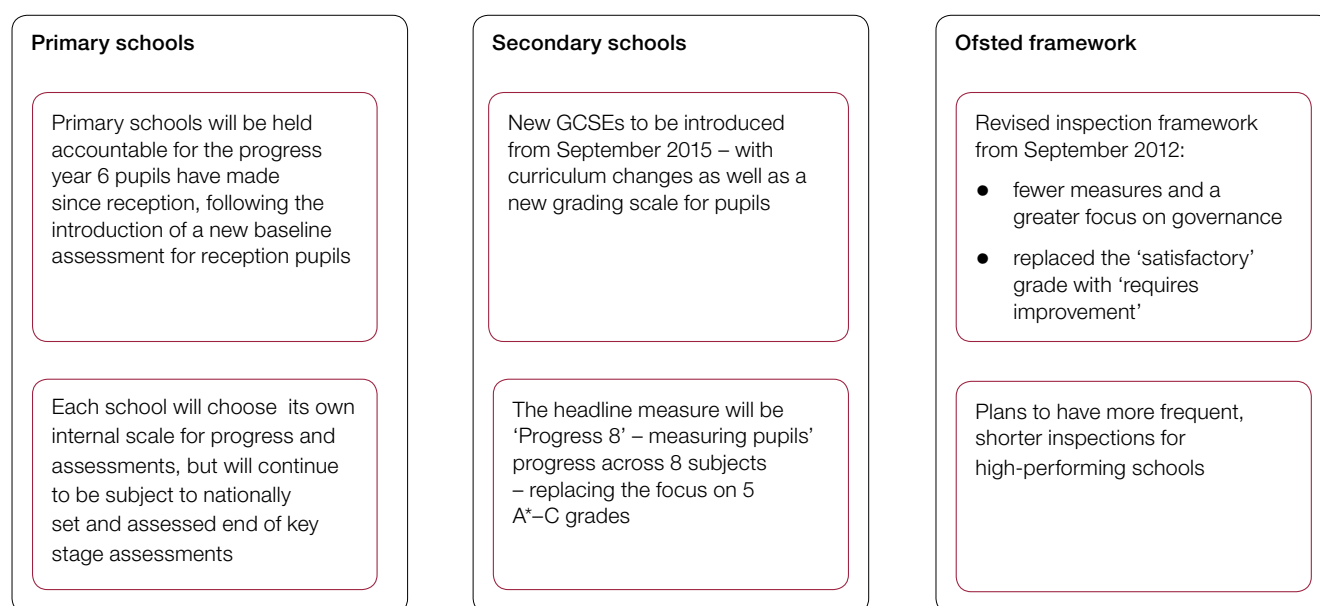 Primary schools
Primary schools will be held
accountable for the progress
year 6 pupils have made
since reception, following the
introduction of a new baseline
assessment for reception pupils
Each school will choose its own
internal scale for progress and
assessments, but will continue
to be subject to nationally
set and assessed end of key
stage assessments
Secondary schools
New GCSEs to be introduced
from September 2015 – with
curriculum changes as well as a
new grading scale for pupils
The headline measure will be
‘Progress 8’ – measuring pupils’
progress across 8 subjects
– replacing the focus on 5
A*–C grades
Ofsted framework
Revised inspection framework
from September 2012:
● fewer measures and a
greater focus on governance
● replaced the ‘satisfactory’
grade with ‘requires
improvement’
Plans to have more frequent,
shorter inspections for
high-performing schools